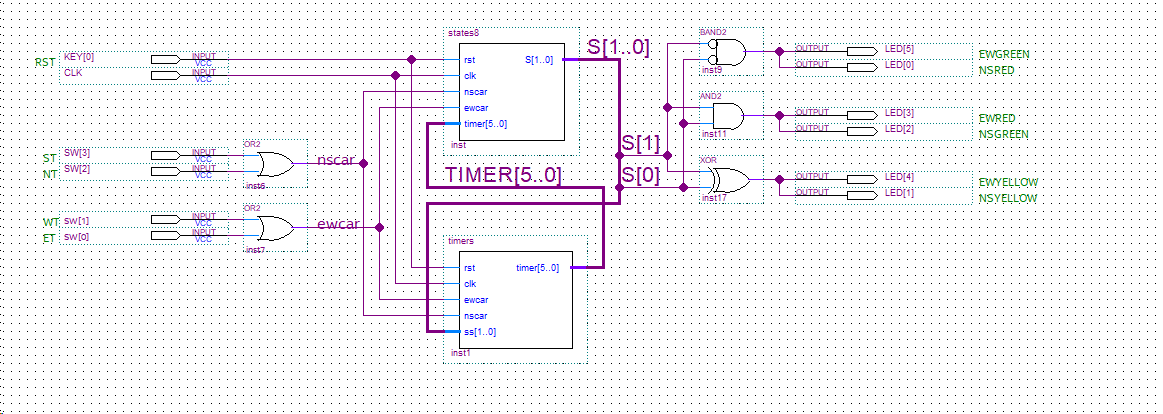 states8
S[1..0]
BAND2
RST
KEY[0]
INPUT
VCC
CLK
INPUT
VCC
rst
S[1..0]
clk
nscar
ewcar
timer[5..0]
inst
inst9
OUTPUT
LED[5]
EWGREEN
OUTPUT
LED[0]
NSRED
AND2
inst11
OUTPUT
LED[3]
EWRED
OUTPUT
LED[2]
NSGREEN
ST
SW[3]
INPUT
VCC
NT
SW[2]
INPUT
VCC
OR2
inst6
nscar
S[1]
TIMER[5..0]
S[0]
XOR
inst17
OUTPUT
LED[4]
EWYELLOW
OUTPUT
LED[1]
NSYELLOW
WT
SW[1]
INPUT
VCC
ET
SW[0]
INPUT
VCC
OR2
inst7
ewcar
timers
rst
timer[5..0]
clk
ewcar
nscar
ss[1..0]
inst1